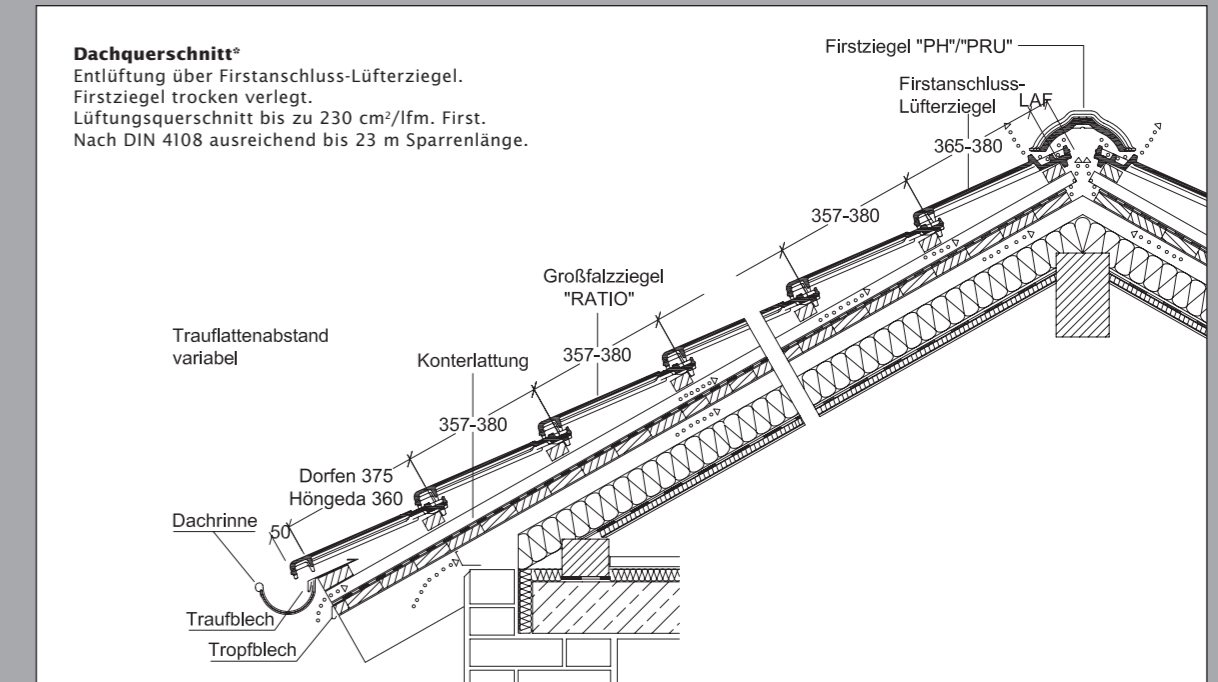 Dachquerschnitt*
Entlüftung über Firstanschluss-Lüfterziegel.
Firstziegel trocken verlegt.
Lüftungsquerschnitt bis zu 230 cm²/lfm. First.
Nach DIN 4108 ausreichend bis 23 m Sparrenlänge.
Firstziegel "PH"/"PRU"
Firstanschluss-
Lüfterziegel
LAF
365-380
357-380
Großfalzziegel
"RATIO"
357-380
Trauflattenabstand
variabel
Konterlattung
357-380
Dorfen 375
Höngeda 360
Dachrinne
50
Traufblech
Tropfblech